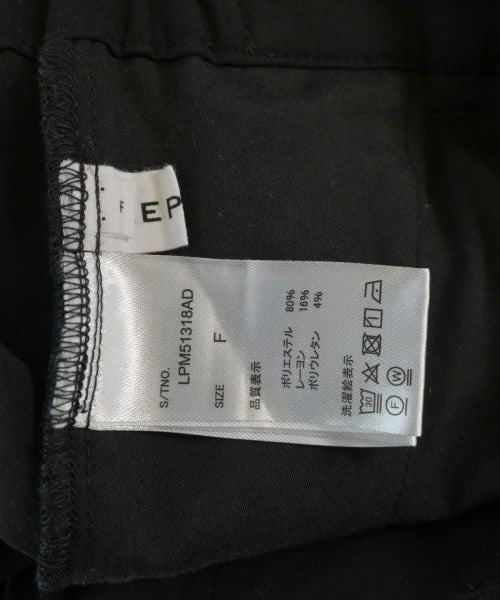 EP
S/TNO.
LPM51318AD
SIZE F
品質表示
ポリエステル 80%
レーヨン 16%
ポリウレタン 4%
洗濯絵表示
30
F W